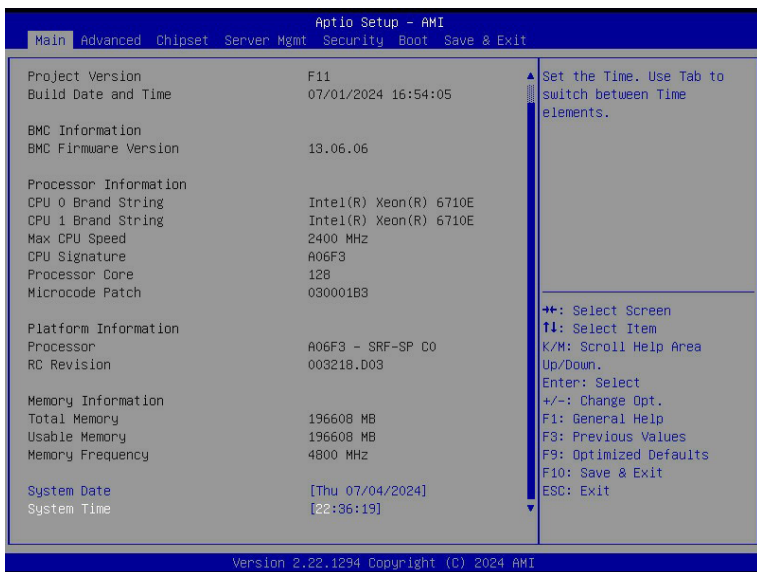 Aptio Setup – AMI
Main Advanced Chipset Server Mgmt Security Boot Save & Exit
Project Version F11
Build Date and Time 07/01/2024 16:54:05
BMC Information
BMC Firmware Version 13.06.06
Processor Information
CPU 0 Brand String Intel(R) Xeon(R) 6710E
CPU 1 Brand String Intel(R) Xeon(R) 6710E
Max CPU Speed 2400 MHz
CPU Signature A06F3
Processor Core 128
Microcode Patch 030001B3
Platform Information
Processor A06F3 - SRF-SP C0
RC Revision 003218.D03
Memory Information
Total Memory 196608 MB
Usable Memory 196608 MB
Memory Frequency 4800 MHz
System Date [Thu 07/04/2024]
System Time [22:36:19]
Set the Time. Use Tab to
switch between Time
elements.
→←: Select Screen
↑↓: Select Item
K/M: Scroll Help Area
Up/Down.
Enter: Select
+/-: Change Opt.
F1: General Help
F3: Previous Values
F9: Optimized Defaults
F10: Save & Exit
ESC: Exit
Version 2.22.1294 Copyright (C) 2024 AMI